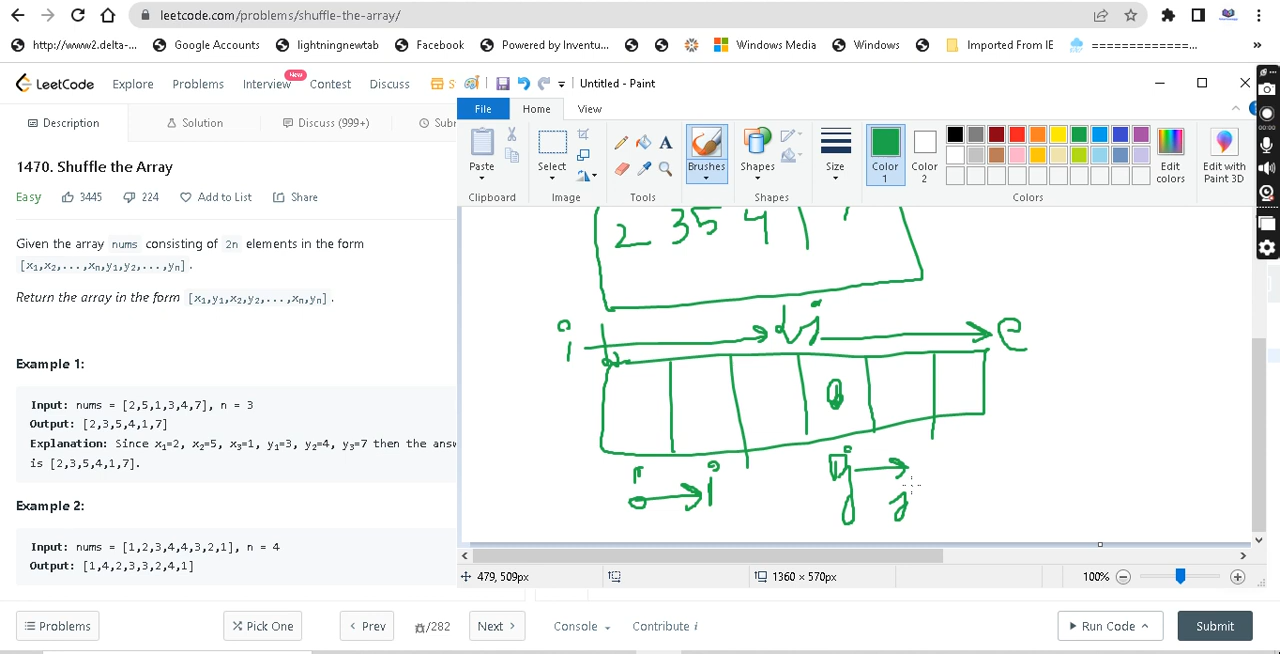 leetcode.com/problems/shuffle-the-array/
http://www2.delta-... Google Accounts lightningnewtab Facebook Powered by Inventu... Windows Media Windows Imported From IE =============... »
LeetCode Explore Problems Interview New Contest Discuss S
Untitled - Paint
File Home View
Description Solution Discuss (999+) Sub
Paste Select Brushes Shapes Size Color 1 Color 2 Edit colors Edit with Paint 3D
Clipboard Image Tools Shapes Colors
1470. Shuffle the Array
Easy 3445 224 Add to List Share
Given the array nums consisting of 2n elements in the form
[x1,x2,...,xn,y1,y2,...,yn].
Return the array in the form [x1,y1,x2,y2,...,xn,yn].
Example 1:
Input: nums = [2,5,1,3,4,7], n = 3
Output: [2,3,5,4,1,7]
Explanation: Since x1=2, x2=5, x3=1, y1=3, y2=4, y3=7 then the answ
is [2,3,5,4,1,7].
Example 2:
Input: nums = [1,2,3,4,4,3,2,1], n = 4
Output: [1,4,2,3,3,2,4,1]
2 35 4 1
i j e
i j
j
479, 509px 1360 × 570px 100%
Problems Pick One Prev /282 Next Console Contribute i Run Code Submit